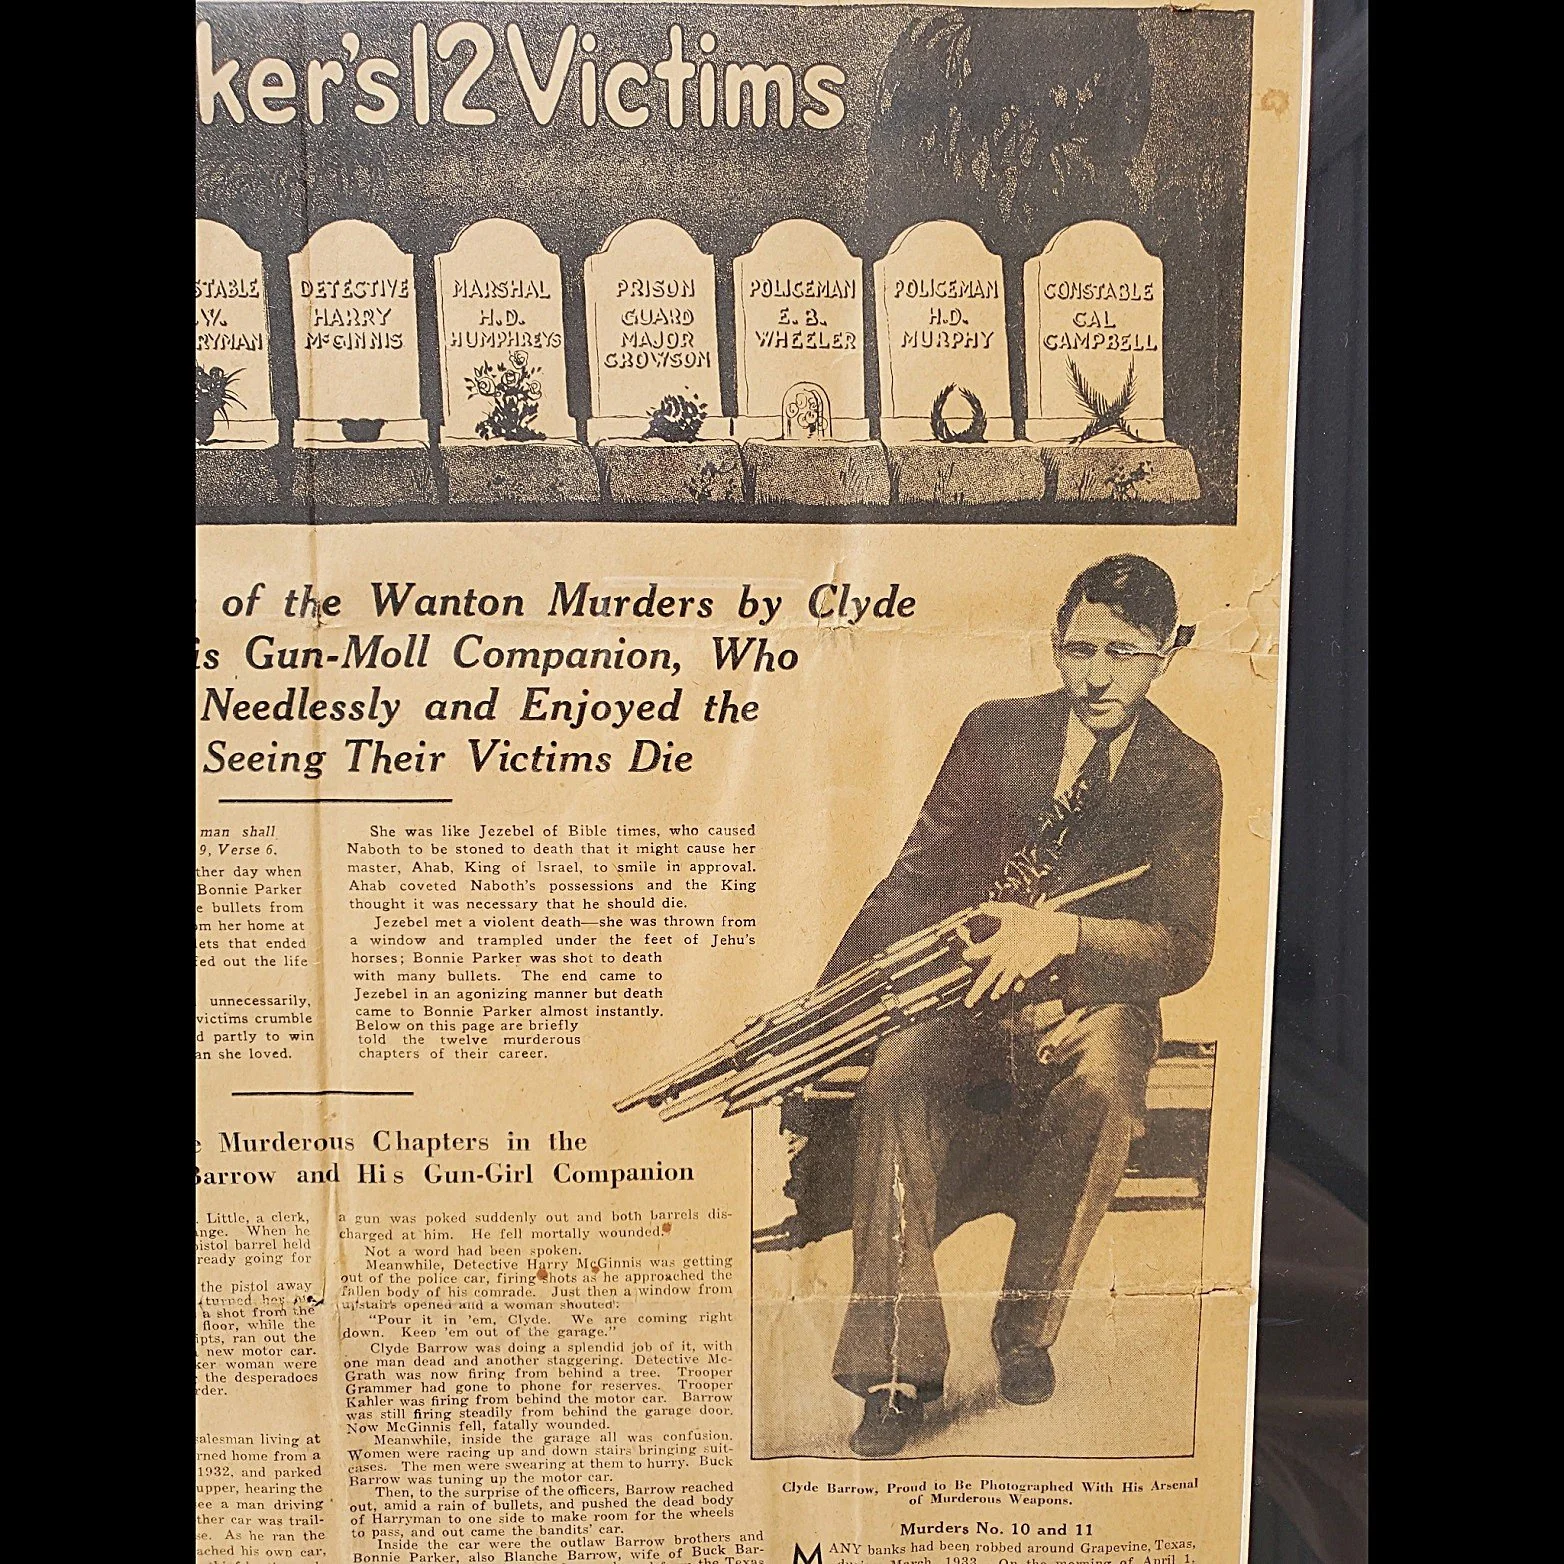 ker's 12 Victims
STABLE
.W.
RYMAN
DETECTIVE
HARRY
McGINNIS
MARSHAL
H.D.
HUMPHREYS
PRISON
GUARD
MAJOR
CROWSON
POLICEMAN
E. B.
WHEELER
POLICEMAN
H.D.
MURPHY
CONSTABLE
CAL
CAMPBELL
of the Wanton Murders by Clyde
is Gun-Moll Companion, Who
Needlessly and Enjoyed the
Seeing Their Victims Die
man shall
9, Verse 6.
ther day when
Bonnie Parker
e bullets from
om her home at
lets that ended
fed out the life
unnecessarily,
victims crumble
d partly to win
an she loved.
She was like Jezebel of Bible times, who caused
Naboth to be stoned to death that it might cause her
master, Ahab, King of Israel, to smile in approval.
Ahab coveted Naboth's possessions and the King
thought it was necessary that he should die.
Jezebel met a violent death—she was thrown from
a window and trampled under the feet of Jehu's
horses; Bonnie Parker was shot to death
with many bullets. The end came to
Jezebel in an agonizing manner but death
came to Bonnie Parker almost instantly.
Below on this page are briefly
told the twelve murderous
chapters of their career.
e Murderous Chapters in the
Barrow and His Gun-Girl Companion
. Little, a clerk,
ange. When he
pistol barrel held
ready going for
the pistol away
turned her
a shot from the
floor, while the
ipts, ran out the
new motor car.
ker woman were
the desperadoes
rder.
alesman living at
rned home from a
1932, and parked
upper, hearing the
ee a man driving
ther car was trail-
se. As he ran the
ached his own car,
a gun was poked suddenly out and both barrels dis-
charged at him. He fell mortally wounded.
Not a word had been spoken.
Meanwhile, Detective Harry McGinnis was getting
out of the police car, firing shots as he approached the
fallen body of his comrade. Just then a window from
upstairs opened and a woman shouted:
"Pour it in 'em, Clyde. We are coming right
down. Keep 'em out of the garage."
Clyde Barrow was doing a splendid job of it, with
one man dead and another staggering. Detective Mc-
Grath was now firing from behind a tree. Trooper
Grammer had gone to phone for reserves. Trooper
Kahler was firing from behind the motor car. Barrow
was still firing steadily from behind the garage door.
Now McGinnis fell, fatally wounded.
Meanwhile, inside the garage all was confusion.
Women were racing up and down stairs bringing suit-
cases. The men were swearing at them to hurry. Buck
Barrow was tuning up the motor car.
Then, to the surprise of the officers, Barrow reached
out, amid a rain of bullets, and pushed the dead body
of Harryman to one side to make room for the wheels
to pass, and out came the bandits' car.
Inside the car were the outlaw Barrow brothers and
Bonnie Parker, also Blanche Barrow, wife of Buck Bar-
the Texas
Clyde Barrow, Proud to Be Photographed With His Arsenal
of Murderous Weapons.
Murders No. 10 and 11
MANY banks had been robbed around Grapevine, Texas,
March, 1933. On the morning of April 1,